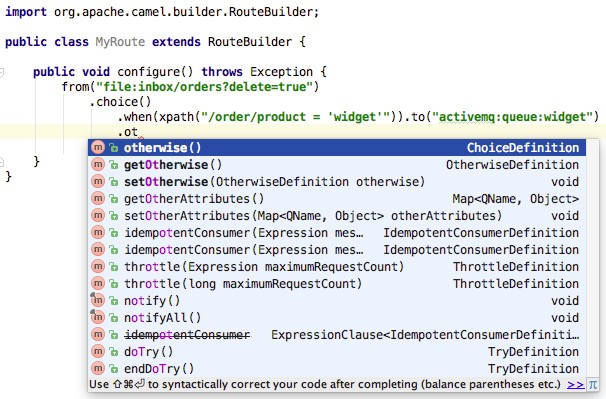 import org.apache.camel.builder.RouteBuilder;
public class MyRoute extends RouteBuilder {
public void configure() throws Exception {
from("file:inbox/orders?delete=true")
.choice()
.when(xpath("/order/product = 'widget'")).to("activemq:queue:widget")
.ot
otherwise() ChoiceDefinition
getOtherwise() OtherwiseDefinition
setOtherwise(OtherwiseDefinition otherwise) void
getOtherAttributes() Map<QName, Object>
setOtherAttributes(Map<QName, Object> otherAttributes) void
idempotentConsumer(Expression mes… IdempotentConsumerDefinition
idempotentConsumer(Expression mes… IdempotentConsumerDefinition
throttle(Expression maximumRequestCount) ThrottleDefinition
throttle(long maximumRequestCount) ThrottleDefinition
notify() void
notifyAll() void
idempotentConsumer ExpressionClause<IdempotentConsumerDefiniti…
doTry() TryDefinition
endDoTry() TryDefinition
Use ⇧⌘⏎ to syntactically correct your code after completing (balance parentheses etc.) >> π
}
}